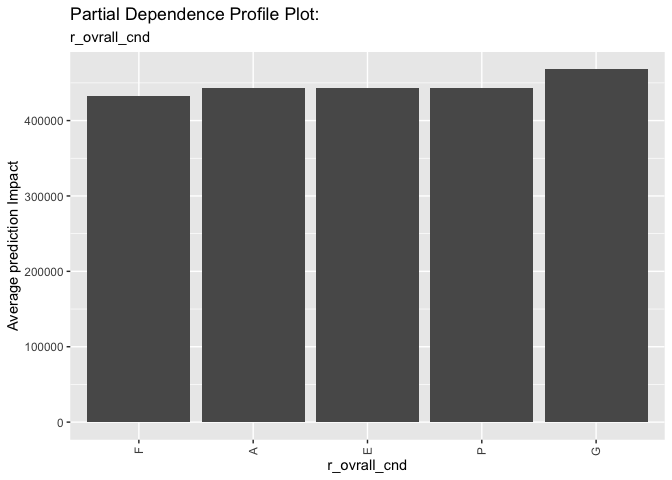 Partial Dependence Profile Plot:
r_ovrall_cnd
Average prediction Impact
400000
300000
200000
100000
0
F A E P G
r_ovrall_cnd